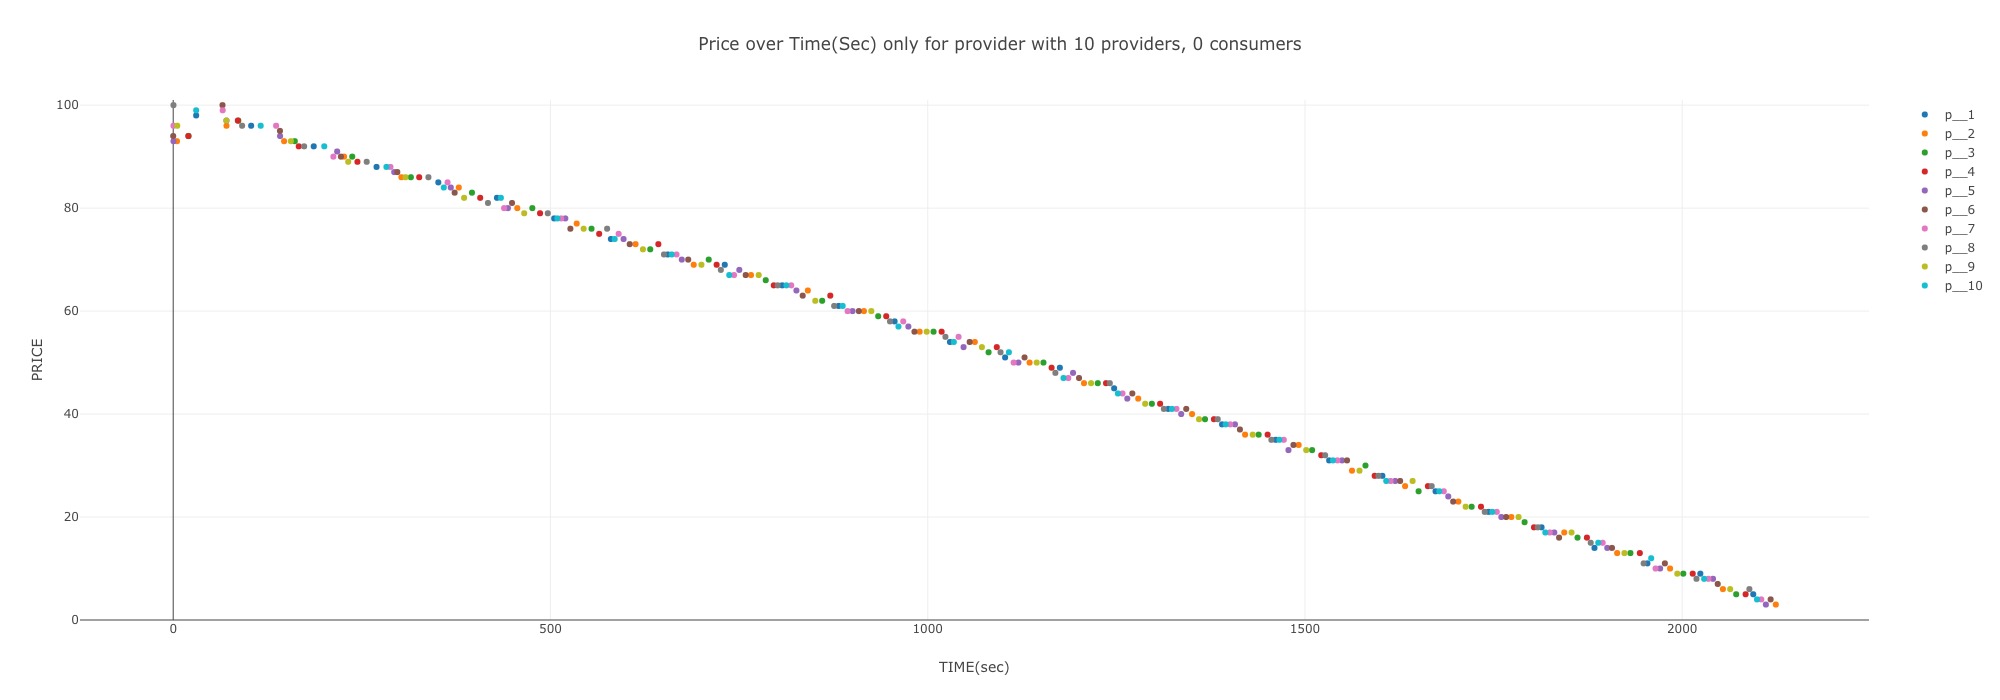 Price over Time(Sec) only for provider with 10 providers, 0 consumers
100
80
60
40
20
0
PRICE
0 500 1000 1500 2000
TIME(sec)
p__1
p__2
p__3
p__4
p__5
p__6
p__7
p__8
p__9
p__10